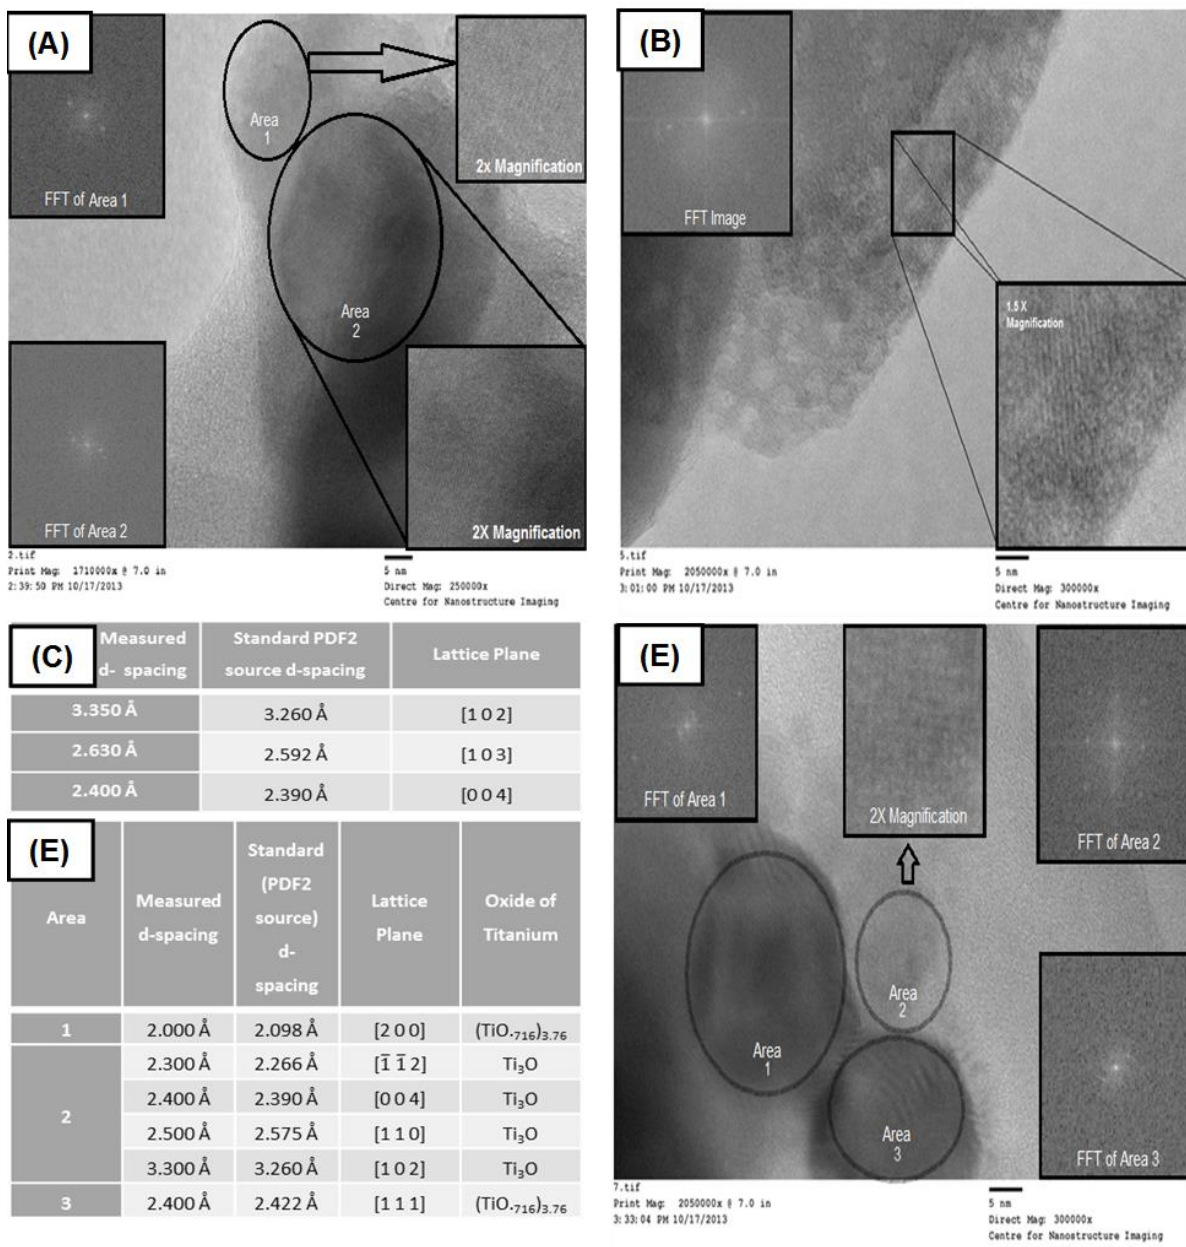 (A)
FFT of Area 1
Area
1
2x Magnification
Area
2
FFT of Area 2
2X Magnification
2.tif
Print Mag: 1710000x @ 7.0 in
2:39:50 PM 10/17/2013
5 nm
Direct Mag: 250000x
Centre for Nanostructure Imaging
(B)
FFT Image
1.5 X
Magnification
5.tif
Print Mag: 2050000x @ 7.0 in
3:01:00 PM 10/17/2013
5 nm
Direct Mag: 300000x
Centre for Nanostructure Imaging
(C)
Measured d- spacing Standard PDF2 source d-spacing Lattice Plane
3.350 Å 3.260 Å [1 0 2]
2.630 Å 2.592 Å [1 0 3]
2.400 Å 2.390 Å [0 0 4]
(E)
Area Measured d-spacing Standard (PDF2 source) d- spacing Lattice Plane Oxide of Titanium
1 2.000 Å 2.098 Å [2 0 0] (TiO.₇₁₆)₃.₇₆
2 2.300 Å 2.266 Å [1̄ 1̄ 2] Ti₃O
2.400 Å 2.390 Å [0 0 4] Ti₃O
2.500 Å 2.575 Å [1 1 0] Ti₃O
3.300 Å 3.260 Å [1 0 2] Ti₃O
3 2.400 Å 2.422 Å [1 1 1] (TiO.₇₁₆)₃.₇₆
(E)
FFT of Area 1
2X Magnification
FFT of Area 2
Area
1
Area
2
Area
3
FFT of Area 3
7.tif
Print Mag: 2050000x @ 7.0 in
3:33:04 PM 10/17/2013
5 nm
Direct Mag: 300000x
Centre for Nanostructure Imaging